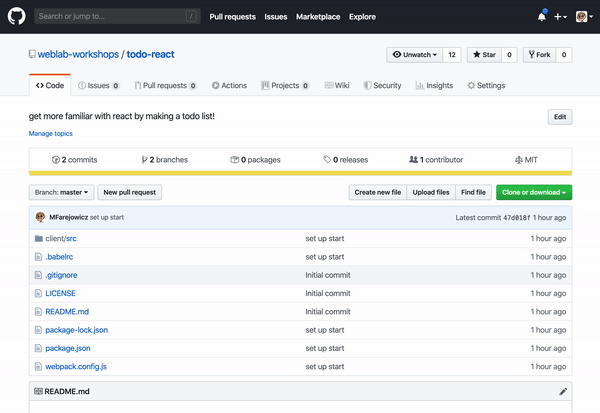 Search or jump to... / Pull requests Issues Marketplace Explore
weblab-workshops / todo-react Unwatch 12 Star 0 Fork 0
Code Issues 0 Pull requests 0 Actions Projects 0 Wiki Security Insights Settings
get more familiar with react by making a todo list! Edit
Manage topics
2 commits 2 branches 0 packages 0 releases 1 contributor MIT
Branch: master New pull request Create new file Upload files Find file Clone or download
MFarejowicz set up start Latest commit 47d018f 1 hour ago
client/src set up start 1 hour ago
.babelrc set up start 1 hour ago
.gitignore Initial commit 1 hour ago
LICENSE Initial commit 1 hour ago
README.md Initial commit 1 hour ago
package-lock.json set up start 1 hour ago
package.json set up start 1 hour ago
webpack.config.js set up start 1 hour ago
README.md